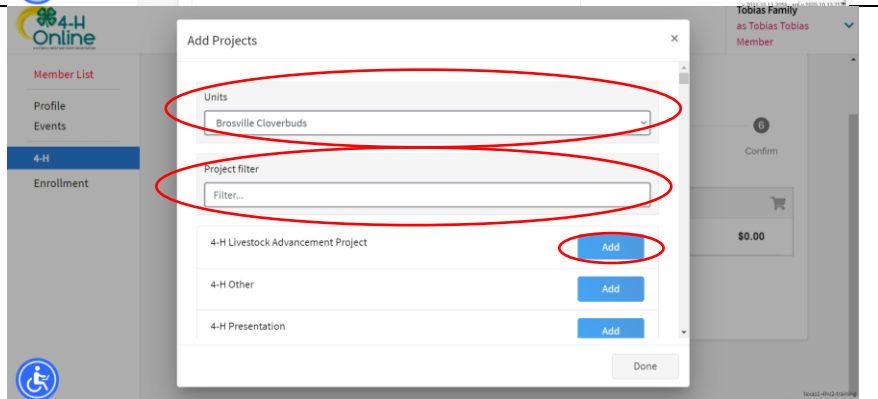 4-H
Online
Tobias Family
as Tobias Tobias
Member
Add Projects
×
Member List
Profile
Events
4-H
Enrollment
Units
Brosville Cloverbuds
Project filter
Filter...
4-H Livestock Advancement Project
Add
4-H Other
Add
4-H Presentation
Add
Done
6
Confirm
$0.00